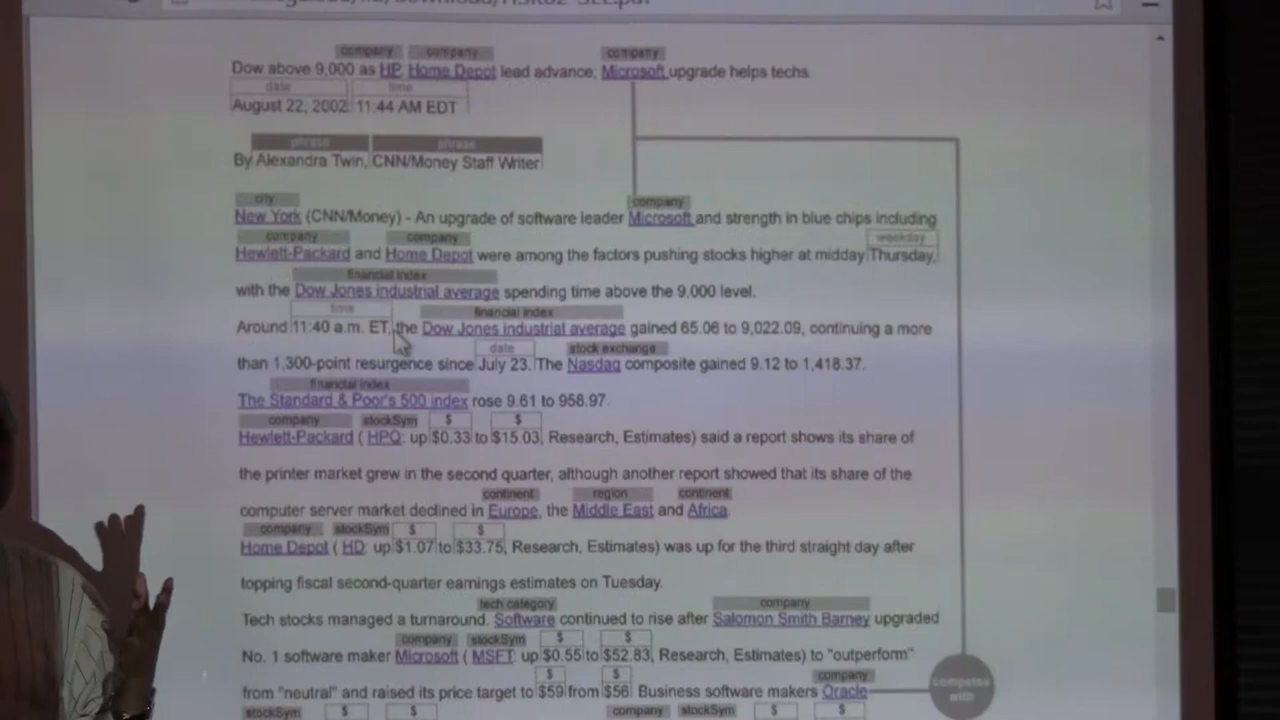 company company company
Dow above 9,000 as HP, Home Depot lead advance; Microsoft upgrade helps techs.
date time
August 22, 2002 11:44 AM EDT
phrase phrase
By Alexandra Twin, CNN/Money Staff Writer
city company
New York (CNN/Money) - An upgrade of software leader Microsoft and strength in blue chips including
company company weekday
Hewlett-Packard and Home Depot were among the factors pushing stocks higher at midday Thursday,
financial index
with the Dow Jones industrial average spending time above the 9,000 level.
time financial index
Around 11:40 a.m. ET, the Dow Jones industrial average gained 65.06 to 9,022.09, continuing a more
date stock exchange
than 1,300-point resurgence since July 23. The Nasdaq composite gained 9.12 to 1,418.37.
financial index
The Standard & Poor's 500 index rose 9.61 to 958.97.
company stockSym $ $
Hewlett-Packard ( HPQ: up $0.33 to $15.03, Research, Estimates) said a report shows its share of
the printer market grew in the second quarter, although another report showed that its share of the
continent region continent
computer server market declined in Europe, the Middle East and Africa.
company stockSym $ $
Home Depot ( HD: up $1.07 to $33.75, Research, Estimates) was up for the third straight day after
topping fiscal second-quarter earnings estimates on Tuesday.
tech category company
Tech stocks managed a turnaround. Software continued to rise after Salomon Smith Barney upgraded
company stockSym $ $
No. 1 software maker Microsoft ( MSFT: up $0.55 to $52.83, Research, Estimates) to "outperform"
$ $ company
from "neutral" and raised its price target to $59 from $56. Business software makers Oracle
competes
with
stockSym $ $ company stockSym $ $